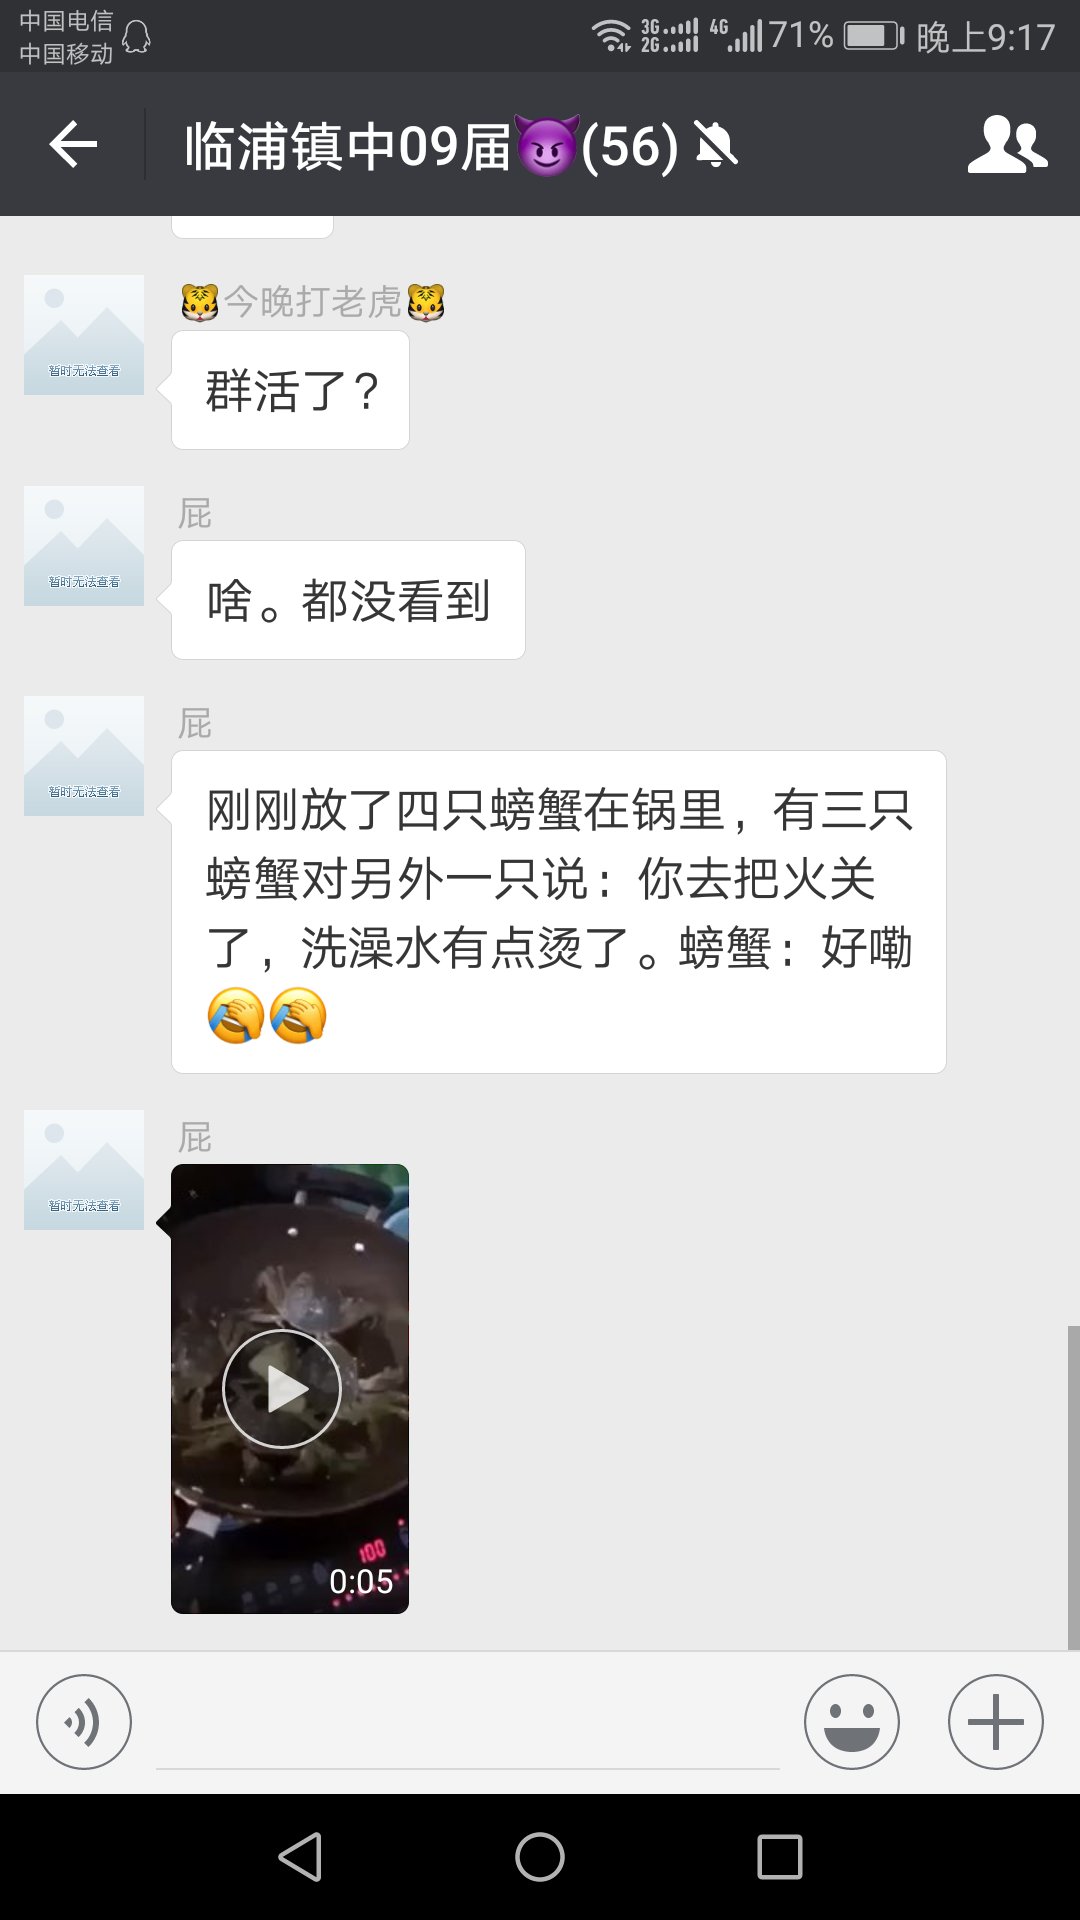 中国电信
中国移动
3G
2G
4G
71%
晚上9:17
临浦镇中09届😈(56)
🐯今晚打老虎🐯
暂时无法查看
群活了?
屁
暂时无法查看
啥。都没看到
屁
暂时无法查看
刚刚放了四只螃蟹在锅里，有三只
螃蟹对另外一只说：你去把火关
了，洗澡水有点烫了。螃蟹：好嘞
🤣🤣
屁
暂时无法查看
100
0:05